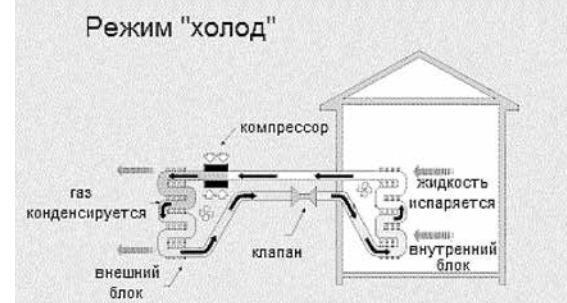 Режим "холод"
компрессор
газ
конденсируется
жидкость
испаряется
клапан
внутренний
блок
внешний
блок